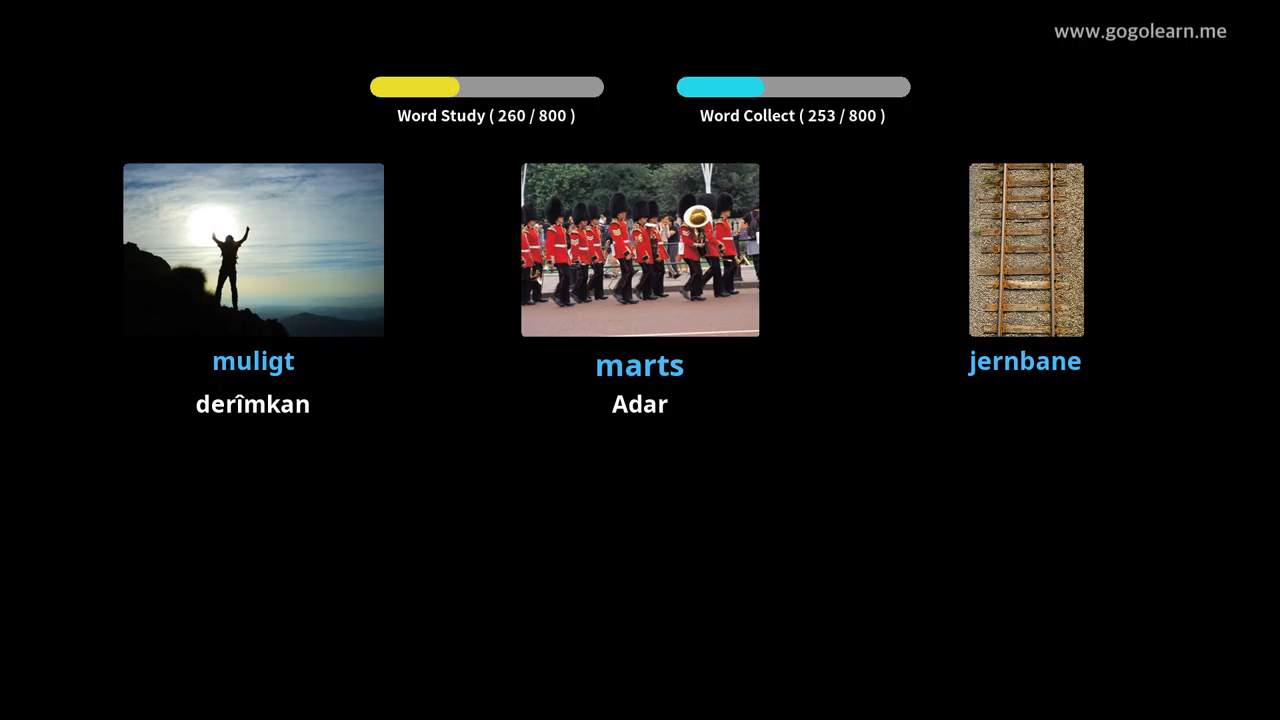 www.gogolearn.me
Word Study ( 260 / 800 )
Word Collect ( 253 / 800 )
muligt
marts
jernbane
derîmkan
Adar